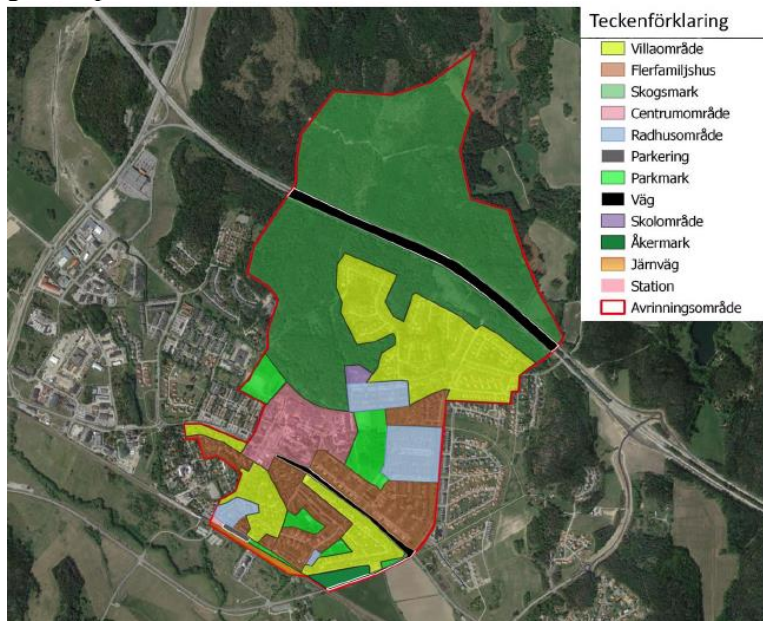 Teckenförklaring
Villaområde
Flerfamiljshus
Skogsmark
Centrumområde
Radhusområde
Parkering
Parkmark
Väg
Skolområde
Åkermark
Järnväg
Station
Avrinningsområde